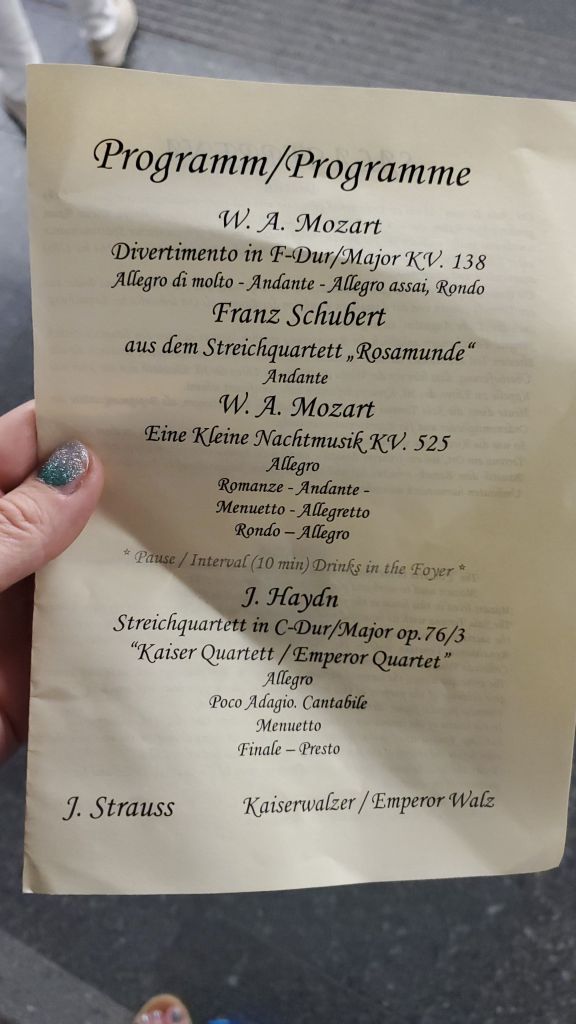 Programm/Programme
W. A. Mozart
Divertimento in F-Dur/Major KV. 138
Allegro di molto - Andante - Allegro assai, Rondo
Franz Schubert
aus dem Streichquartett „Rosamunde“
Andante
W. A. Mozart
Eine Kleine Nachtmusik KV. 525
Allegro
Romanze - Andante -
Menuetto - Allegretto
Rondo – Allegro
* Pause / Interval (10 min) Drinks in the Foyer *
J. Haydn
Streichquartett in C-Dur/Major op.76/3
“Kaiser Quartett / Emperor Quartet”
Allegro
Poco Adagio. Cantabile
Menuetto
Finale – Presto
J. Strauss Kaiserwalzer / Emperor Walz